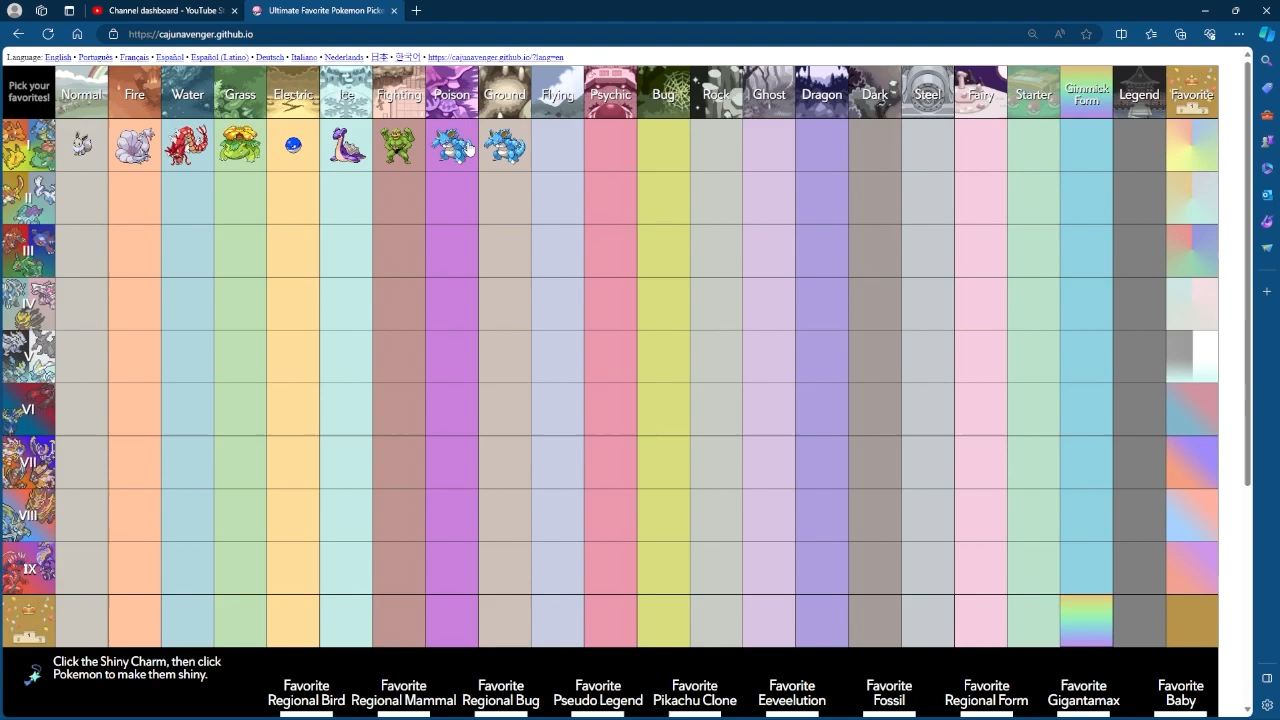 Channel dashboard - YouTube St
Ultimate Favorite Pokemon Picke
https://cajunavenger.github.io
Language: English • Português • Français • Español • Español (Latino) • Deutsch • Italiano • Nederlands • 日本 • 한국어 • https://cajunavenger.github.io/?lang=en
Pick your favorites! Normal Fire Water Grass Electric Ice Fighting Poison Ground Flying Psychic Bug Rock Ghost Dragon Dark Steel Fairy Starter Gimmick Form Legend Favorite
II
III
IV
V
VI
VII
VIII
IX
Click the Shiny Charm, then click
Pokemon to make them shiny.
Favorite Regional Bird
Favorite Regional Mammal
Favorite Regional Bug
Favorite Pseudo Legend
Favorite Pikachu Clone
Favorite Eeveelution
Favorite Fossil
Favorite Regional Form
Favorite Gigantamax
Favorite Baby